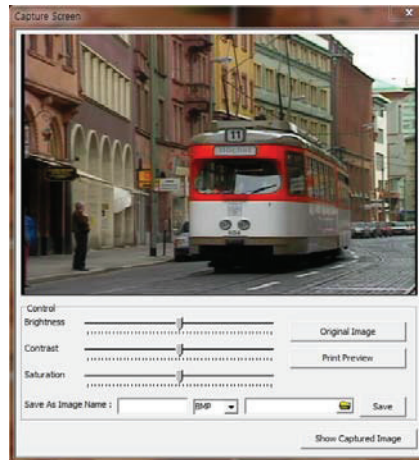 Capture Screen
x
11
Control
Brightness
Original Image
Contrast
Print Preview
Saturation
Save As Image Name :
BMP
Save
Show Captured Image